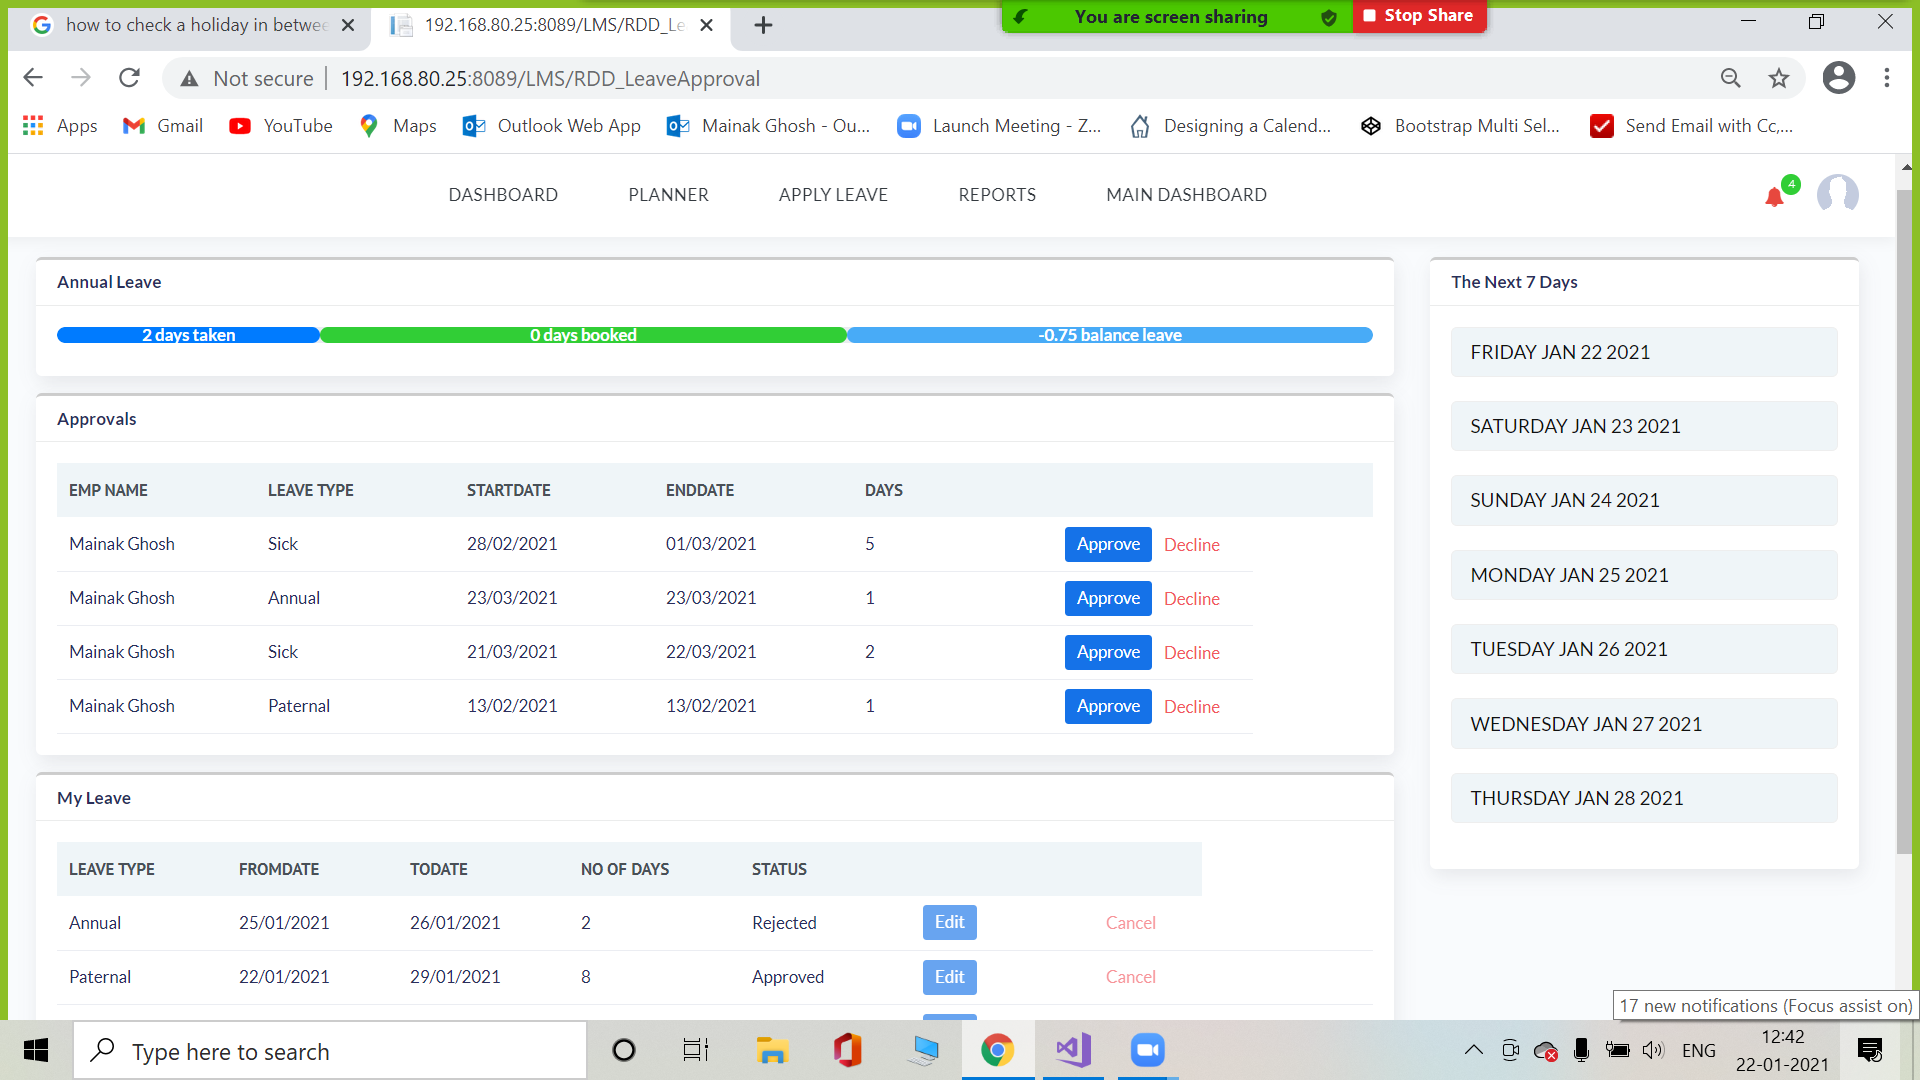 how to check a holiday in betwee
192.168.80.25:8089/LMS/RDD_Le
You are screen sharing
Stop Share
Not secure
192.168.80.25:8089/LMS/RDD_LeaveApproval
Apps
Gmail
YouTube
Maps
Outlook Web App
Mainak Ghosh - Ou...
Launch Meeting - Z...
Designing a Calend...
Bootstrap Multi Sel...
Send Email with Cc,...
DASHBOARD
PLANNER
APPLY LEAVE
REPORTS
MAIN DASHBOARD
4
Annual Leave
2 days taken
0 days booked
-0.75 balance leave
Approvals
EMP NAME LEAVE TYPE STARTDATE ENDDATE DAYS
Mainak Ghosh Sick 28/02/2021 01/03/2021 5 Approve Decline
Mainak Ghosh Annual 23/03/2021 23/03/2021 1 Approve Decline
Mainak Ghosh Sick 21/03/2021 22/03/2021 2 Approve Decline
Mainak Ghosh Paternal 13/02/2021 13/02/2021 1 Approve Decline
My Leave
LEAVE TYPE FROMDATE TODATE NO OF DAYS STATUS
Annual 25/01/2021 26/01/2021 2 Rejected Edit Cancel
Paternal 22/01/2021 29/01/2021 8 Approved Edit Cancel
The Next 7 Days
FRIDAY JAN 22 2021
SATURDAY JAN 23 2021
SUNDAY JAN 24 2021
MONDAY JAN 25 2021
TUESDAY JAN 26 2021
WEDNESDAY JAN 27 2021
THURSDAY JAN 28 2021
17 new notifications (Focus assist on)
Type here to search
ENG
12:42
22-01-2021